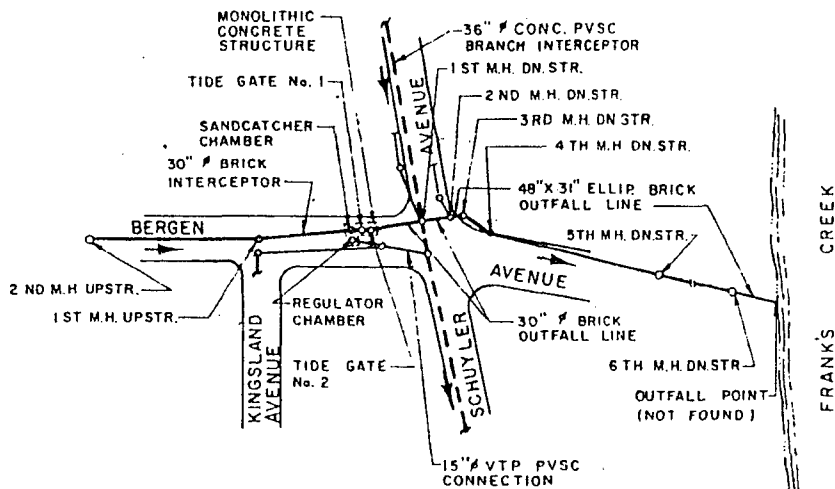 MONOLITHIC
CONCRETE
STRUCTURE
TIDE GATE No. 1
SANDCATCHER
CHAMBER
30" ϕ BRICK
INTERCEPTOR
36" ϕ CONC. PVSC
BRANCH INTERCEPTOR
1 ST M.H. DN. STR.
2 ND M.H. DN. STR.
3 RD M.H. DN. STR.
4 TH M.H. DN. STR.
48" X 31" ELLIP. BRICK
OUTFALL LINE
5TH M.H. DN. STR.
AVENUE
BERGEN
AVENUE
2 ND M.H. UPSTR.
1 ST M.H. UPSTR.
REGULATOR
CHAMBER
30" ϕ BRICK
OUTFALL LINE
TIDE GATE
No. 2
KINGSLAND
AVENUE
SCHUYLER
6 TH M.H. DN. STR.
OUTFALL POINT
(NOT FOUND)
15" ϕ VTP PVSC
CONNECTION
FRANK'S CREEK